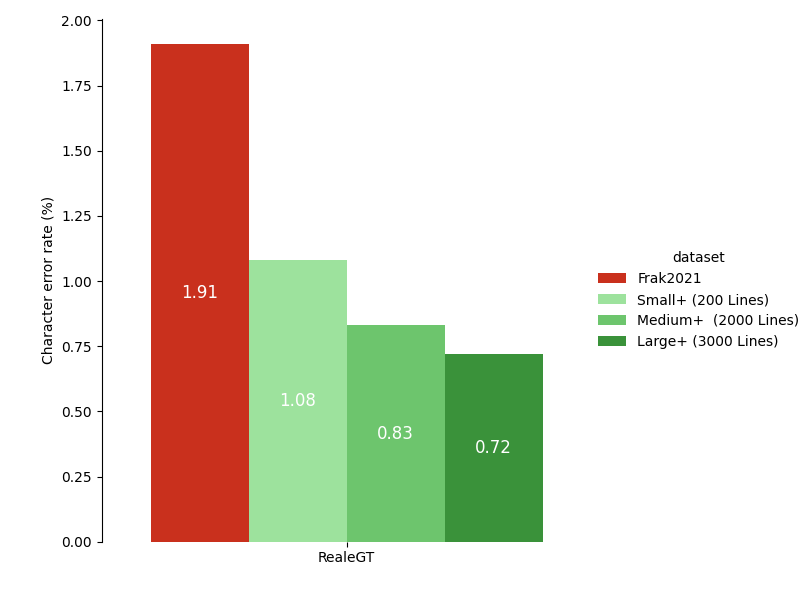 2.00
1.75
1.50
1.25
1.00
0.75
0.50
0.25
0.00
Character error rate (%)
1.91
1.08
0.83
0.72
RealeGT
dataset
Frak2021
Small+ (200 Lines)
Medium+  (2000 Lines)
Large+ (3000 Lines)